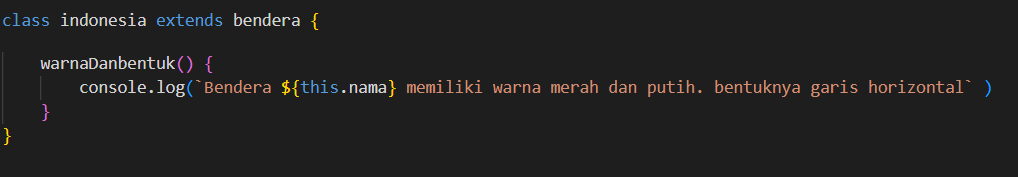 class indonesia extends bendera {
warnaDanbentuk() {
console.log(`Bendera ${this.nama} memiliki warna merah dan putih. bentuknya garis horizontal` )
}
}